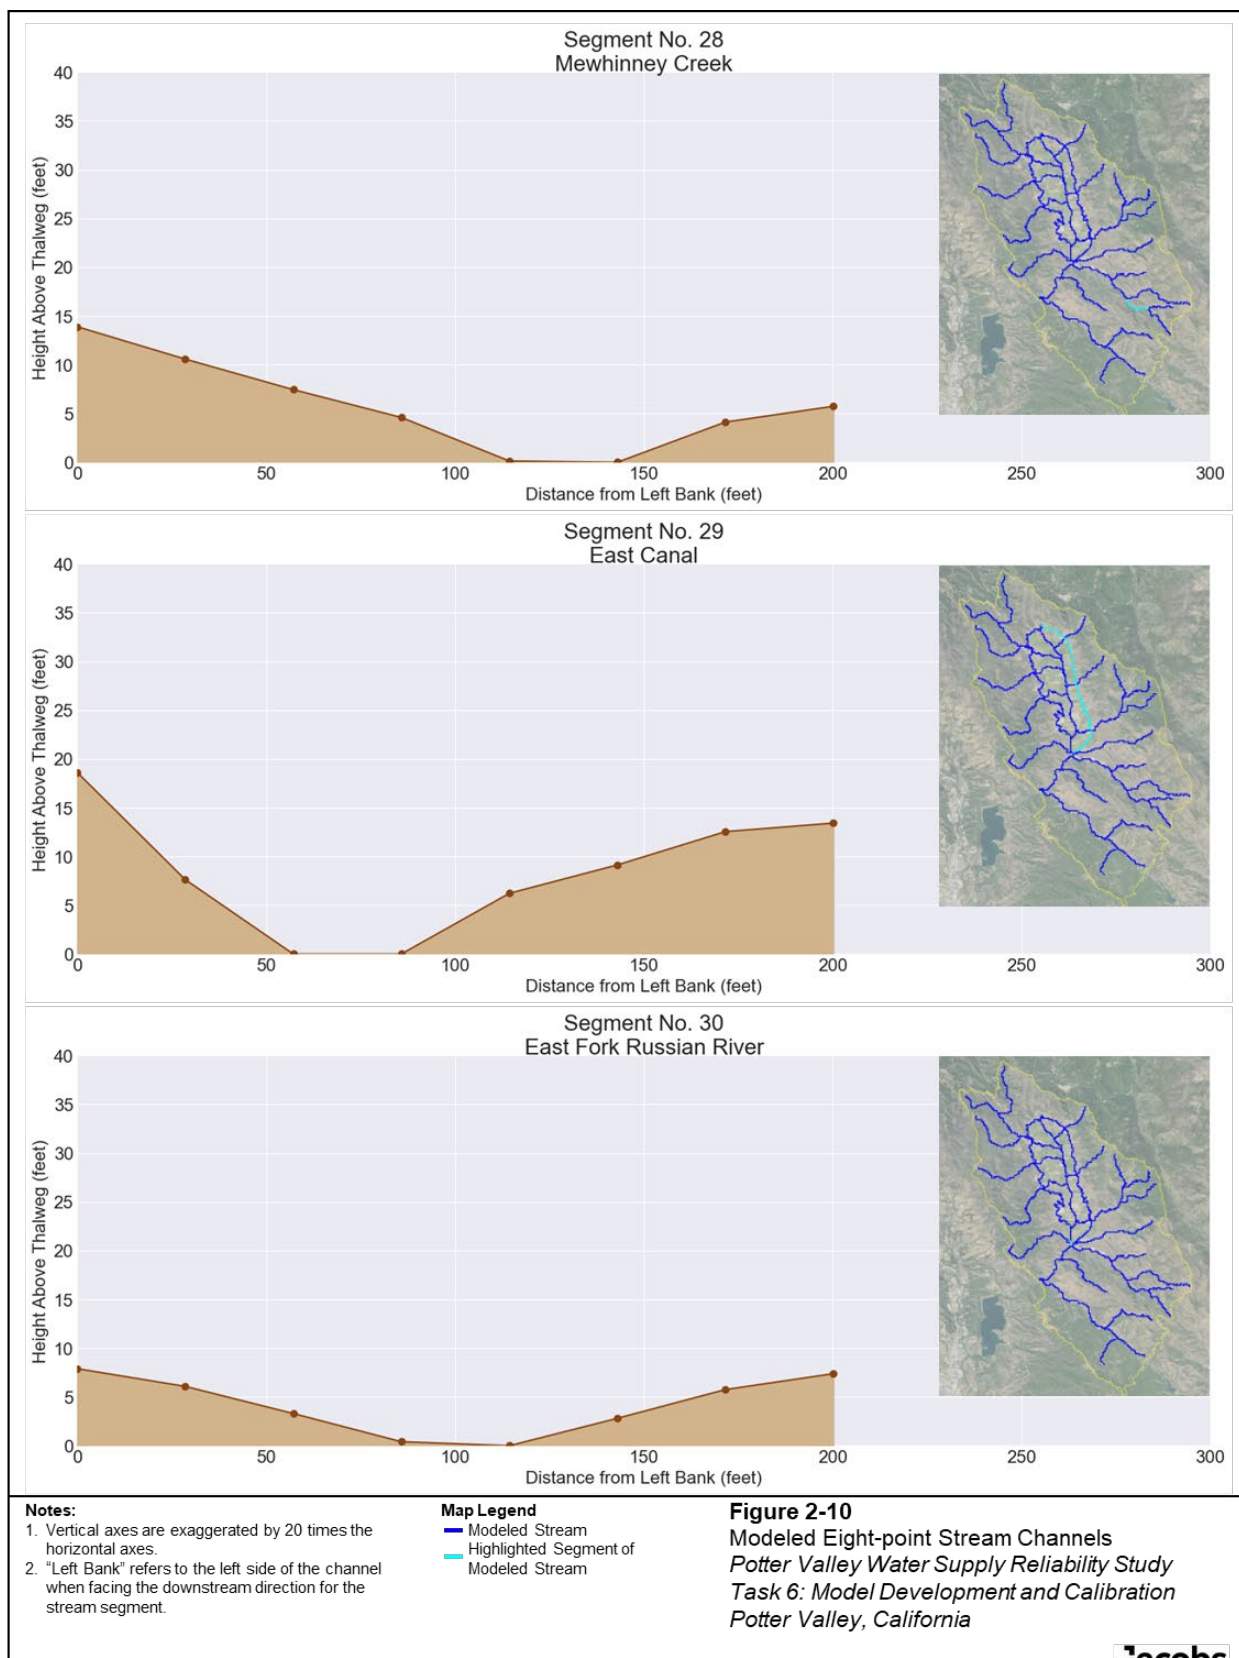 Segment No. 28
Mewhinney Creek
40
35
30
25
20
15
10
5
0
Height Above Thalweg (feet)
0 50 100 150 200 250 300
Distance from Left Bank (feet)
Segment No. 29
East Canal
40
35
30
25
20
15
10
5
0
Height Above Thalweg (feet)
0 50 100 150 200 250 300
Distance from Left Bank (feet)
Segment No. 30
East Fork Russian River
40
35
30
25
20
15
10
5
0
Height Above Thalweg (feet)
0 50 100 150 200 250 300
Distance from Left Bank (feet)
Notes:
1. Vertical axes are exaggerated by 20 times the
horizontal axes.
2. “Left Bank” refers to the left side of the channel
when facing the downstream direction for the
stream segment.
Map Legend
Modeled Stream
Highlighted Segment of
Modeled Stream
Figure 2-10
Modeled Eight-point Stream Channels
Potter Valley Water Supply Reliability Study
Task 6: Model Development and Calibration
Potter Valley, California
Jacobs